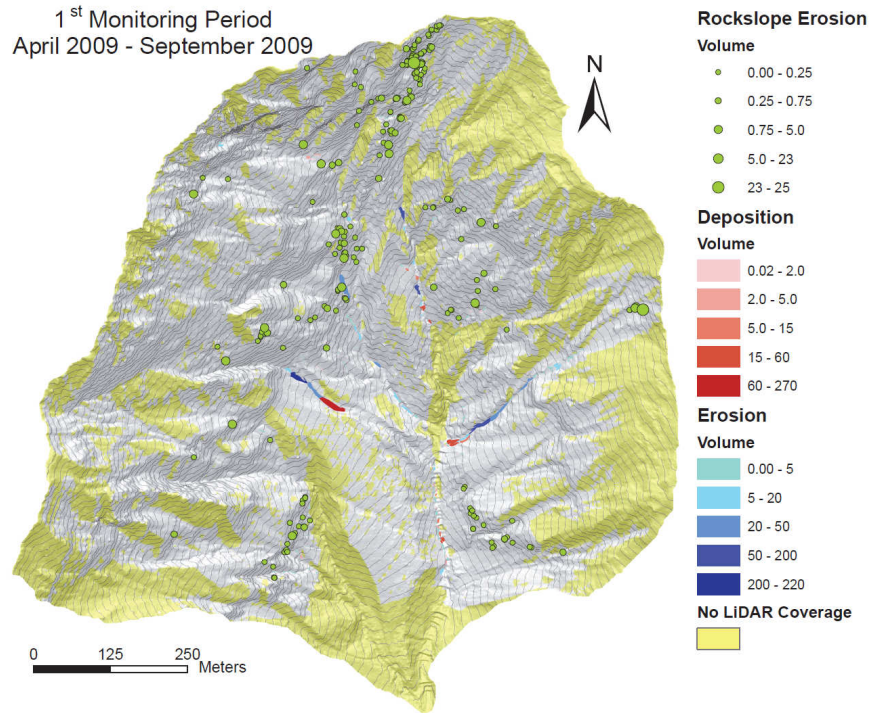 1 st Monitoring Period
April 2009 - September 2009
N
0 125 250 Meters
Rockslope Erosion
Volume
0.00 - 0.25
0.25 - 0.75
0.75 - 5.0
5.0 - 23
23 - 25
Deposition
Volume
0.02 - 2.0
2.0 - 5.0
5.0 - 15
15 - 60
60 - 270
Erosion
Volume
0.00 - 5
5 - 20
20 - 50
50 - 200
200 - 220
No LiDAR Coverage